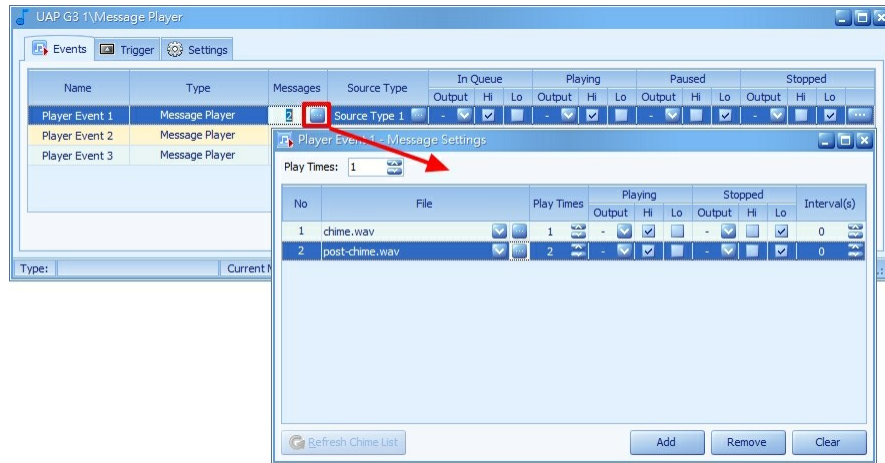 UAP G3 1\Message Player
Events Trigger Settings
Name Type Messages Source Type In Queue Playing Paused Stopped
Output Hi Lo Output Hi Lo Output Hi Lo Output Hi Lo
Player Event 1 Message Player 2 ... Source Type 1 ... - - - - ...
Player Event 2 Message Player
Player Event 3 Message Player
Type: Current
Player Event 1 - Message Settings
Play Times: 1
No File Play Times Playing Stopped Interval(s)
Output Hi Lo Output Hi Lo
1 chime.wav ... 1 - - 0
2 post-chime.wav ... 2 - - 0
Refresh Chime List Add Remove Clear